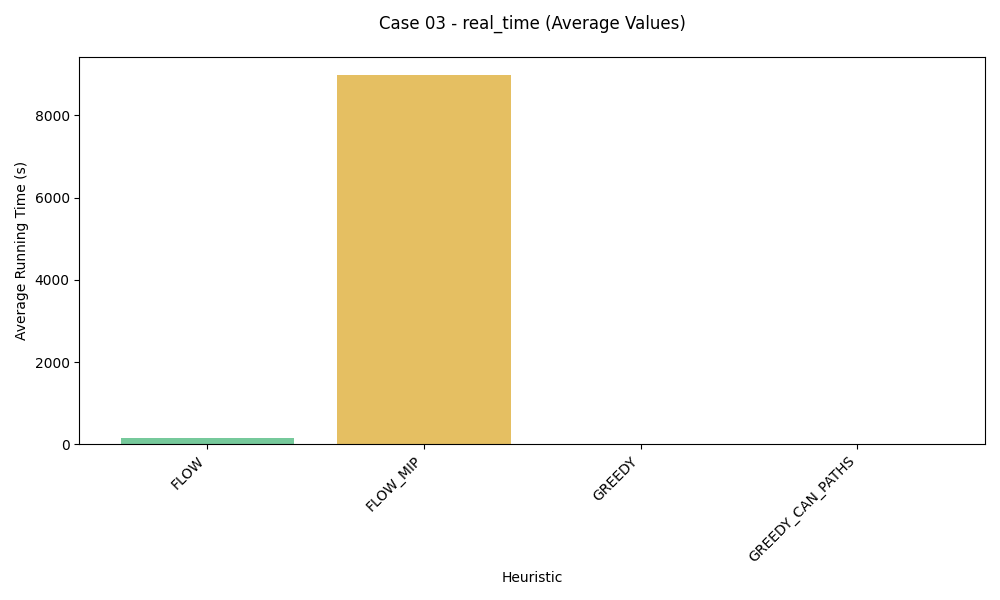 Case 03 - real_time (Average Values)
Average Running Time (s)
8000
6000
4000
2000
0
FLOW
FLOW_MIP
GREEDY
GREEDY_CAN_PATHS
Heuristic